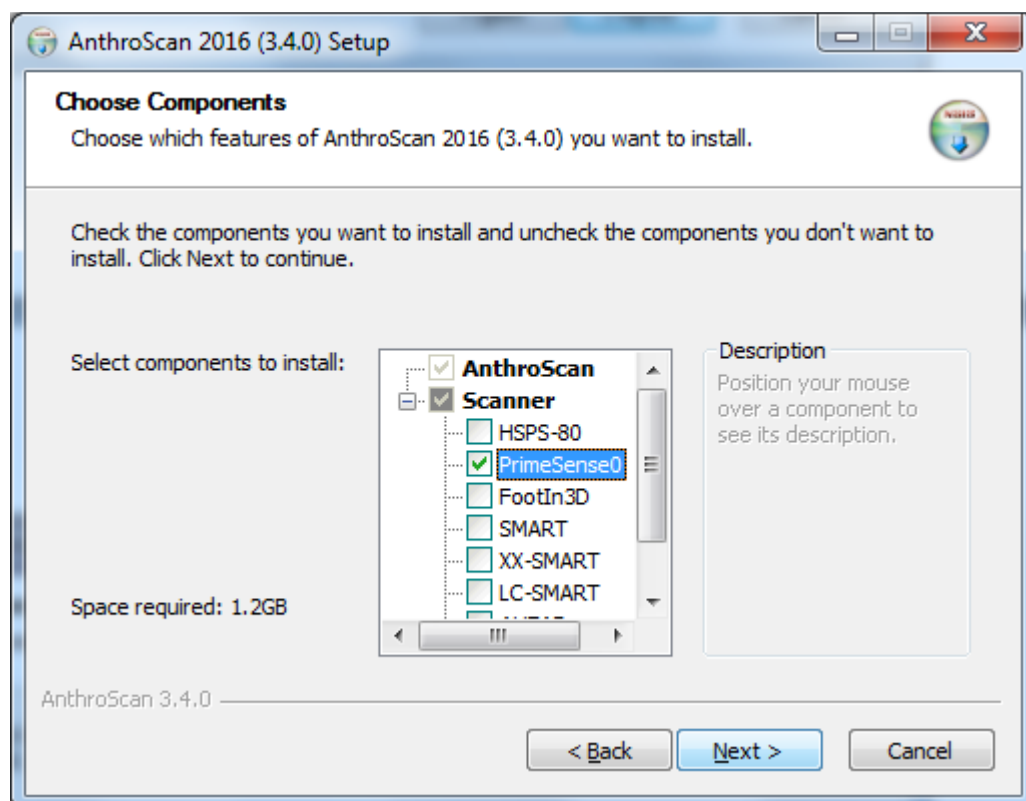 AnthroScan 2016 (3.4.0) Setup
Choose Components
Choose which features of AnthroScan 2016 (3.4.0) you want to install.
Check the components you want to install and uncheck the components you don't want to
install. Click Next to continue.
Select components to install:
AnthroScan
Scanner
HSPS-80
PrimeSense0
FootIn3D
SMART
XX-SMART
LC-SMART
Description
Position your mouse
over a component to
see its description.
Space required: 1.2GB
AnthroScan 3.4.0
< Back
Next >
Cancel